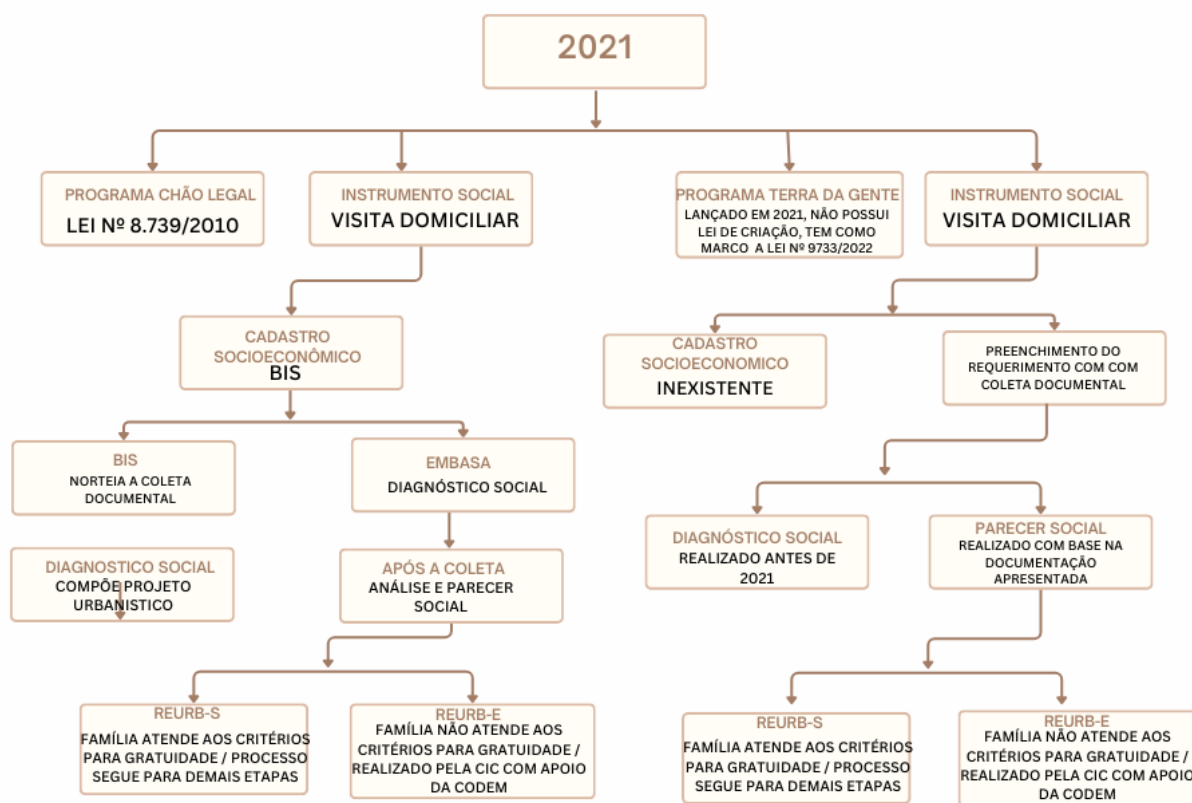 2021
PROGRAMA CHÃO LEGAL
LEI Nº 8.739/2010
INSTRUMENTO SOCIAL
VISITA DOMICILIAR
PROGRAMA TERRA DA GENTE
LANÇADO EM 2021, NÃO POSSUI
LEI DE CRIAÇÃO, TEM COMO
MARCO A LEI Nº 9733/2022
INSTRUMENTO SOCIAL
VISITA DOMICILIAR
CADASTRO
SOCIOECONÔMICO
BIS
CADASTRO
SOCIOECONOMICO
INEXISTENTE
PREENCHIMENTO DO
REQUERIMENTO COM COM
COLETA DOCUMENTAL
BIS
NORTEIA A COLETA
DOCUMENTAL
EMBASA
DIAGNÓSTICO SOCIAL
DIAGNÓSTICO SOCIAL
REALIZADO ANTES DE
2021
PARECER SOCIAL
REALIZADO COM BASE NA
DOCUMENTAÇÃO
APRESENTADA
DIAGNOSTICO SOCIAL
COMPÕE PROJETO
URBANISTICO
APÓS A COLETA
ANÁLISE E PARECER
SOCIAL
REURB-S
FAMÍLIA ATENDE AOS CRITÉRIOS
PARA GRATUIDADE / PROCESSO
SEGUE PARA DEMAIS ETAPAS
REURB-E
FAMÍLIA NÃO ATENDE AOS
CRITÉRIOS PARA GRATUIDADE /
REALIZADO PELA CIC COM APOIO
DA CODEM
REURB-S
FAMÍLIA ATENDE AOS CRITÉRIOS
PARA GRATUIDADE / PROCESSO
SEGUE PARA DEMAIS ETAPAS
REURB-E
FAMÍLIA NÃO ATENDE AOS
CRITÉRIOS PARA GRATUIDADE /
REALIZADO PELA CIC COM APOIO
DA CODEM